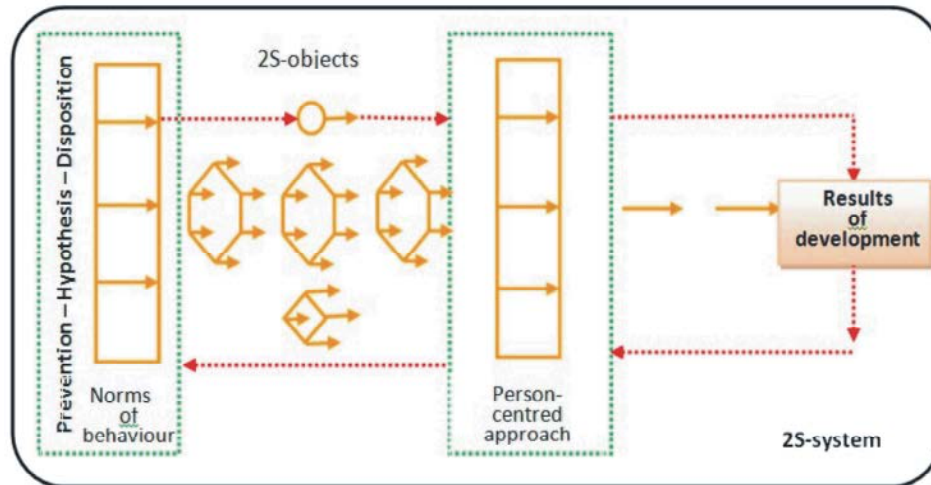 Prevention – Hypothesis – Disposition
Norms
of
behaviour
2S-objects
Person-
centred
approach
Results
of
development
2S-system